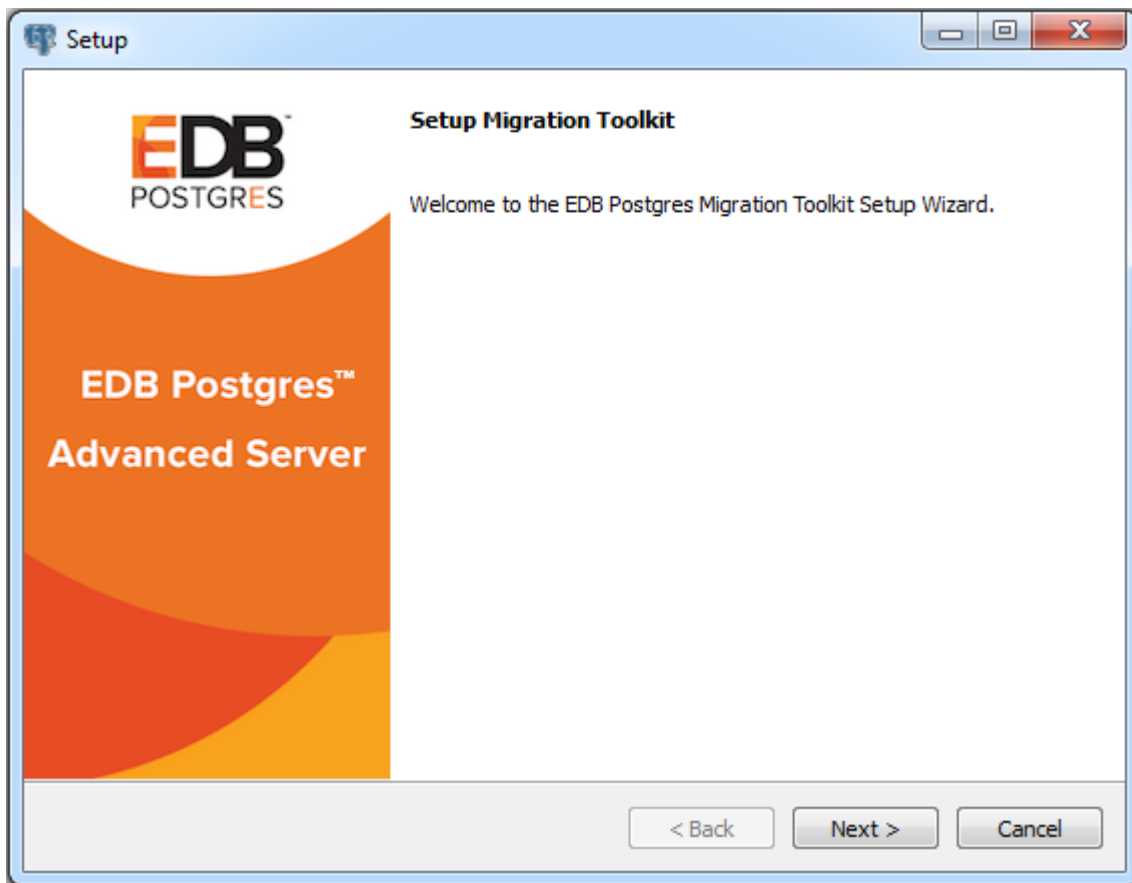 Setup
EDB™
POSTGRES
Setup Migration Toolkit
Welcome to the EDB Postgres Migration Toolkit Setup Wizard.
EDB Postgres™
Advanced Server
< Back
Next >
Cancel